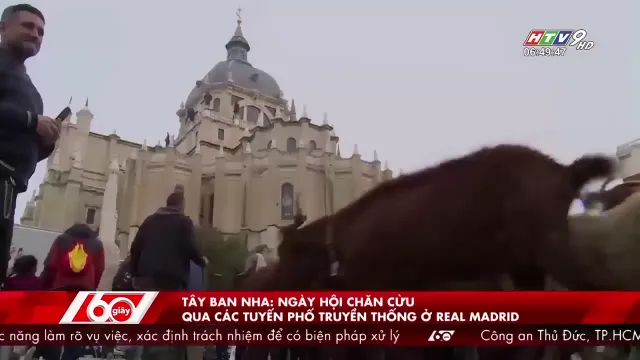 HTV9 HD
06:49:47
TÂY BAN NHA: NGÀY HỘI CHĂN CỪU
60 giây
QUA CÁC TUYẾN PHỐ TRUYỀN THỐNG Ở REAL MADRID
c năng làm rõ vụ việc, xác định trách nhiệm để có biện pháp xử lý 60 Công an Thủ Đức, TP.HCM